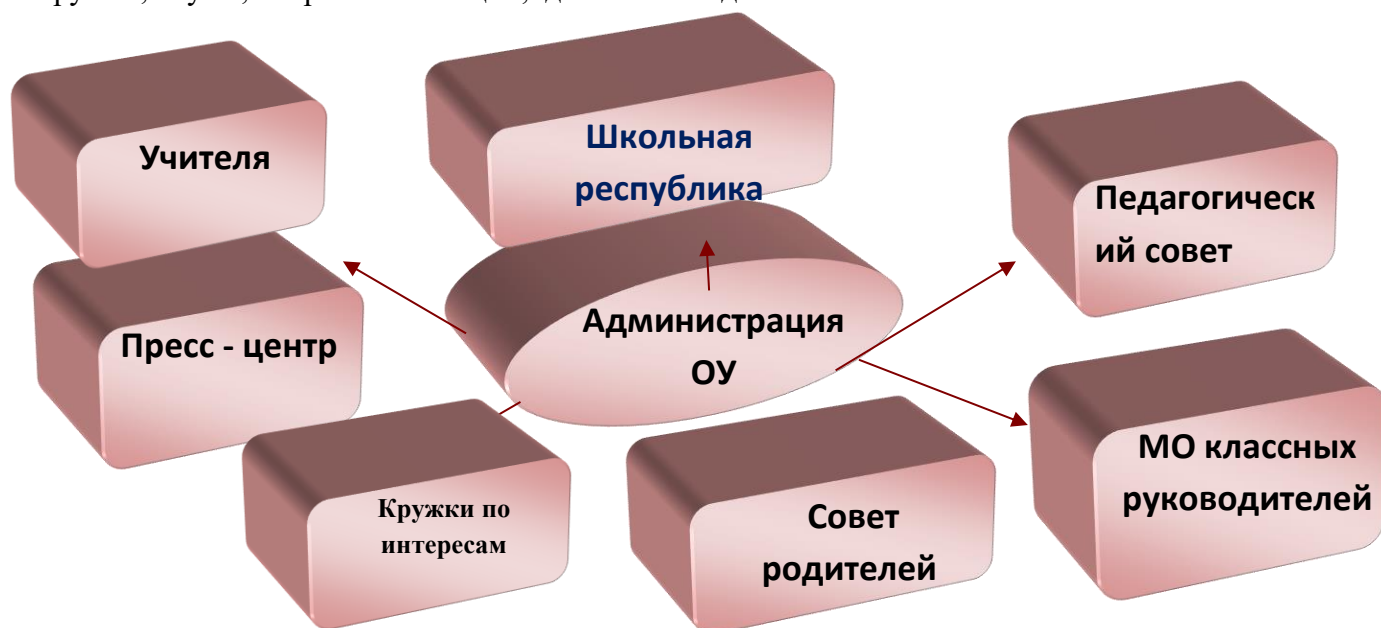 Учителя
Школьная
республика
Педагогическ
ий совет
Пресс - центр
Администрация
ОУ
МО классных
руководителей
Кружки по
интересам
Совет
родителей